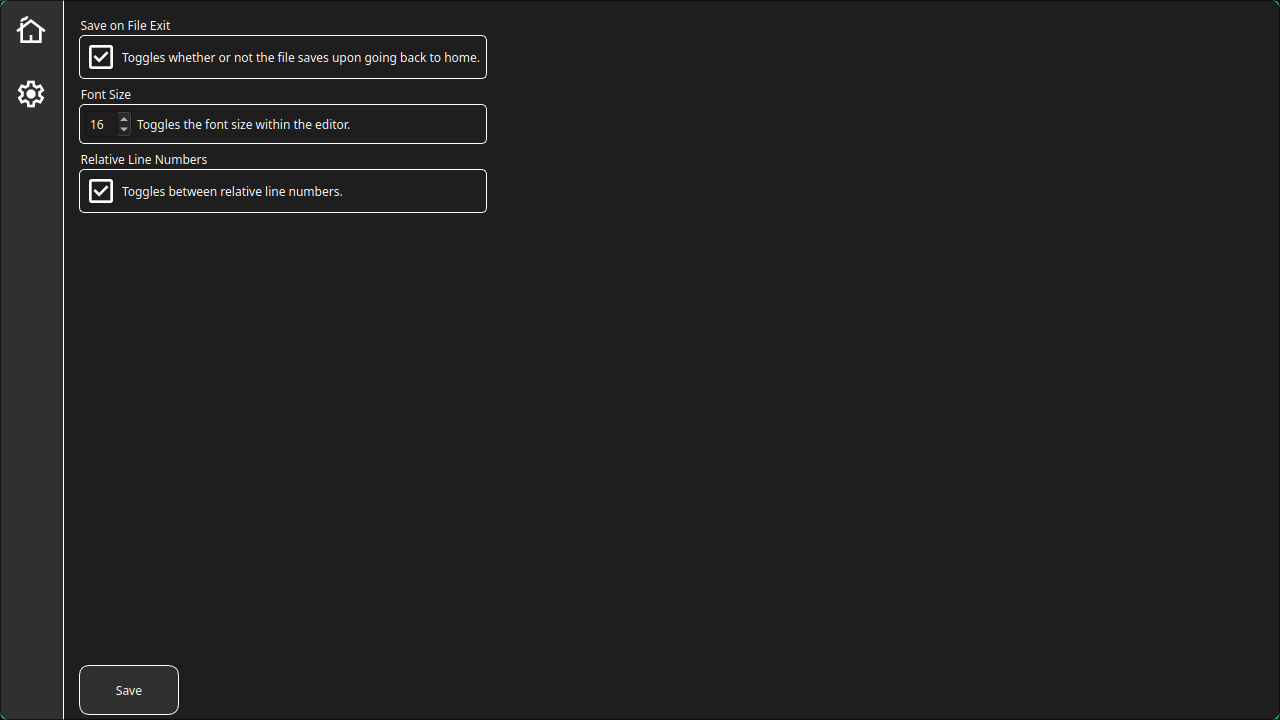 Save on File Exit
Toggles whether or not the file saves upon going back to home.
Font Size
16 Toggles the font size within the editor.
Relative Line Numbers
Toggles between relative line numbers.
Save